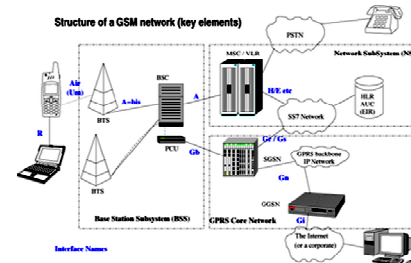 Structure of a GSM network (key elements)
PSTN
MSC / VLR
Network SubSystem (NS
Air
(Um)
BSC
A-bis
A
H/E etc
BTS
HLR
AUC
(EIR)
SS7 Network
R
PCU
Gb
Gr / Gs
SGSN
GPRS backbone
IP Network
Gn
BTS
GGSN
Base Station Subsystem (BSS)
GPRS Core Network
Gi
The Internet
(or a corporate)
Interface Names